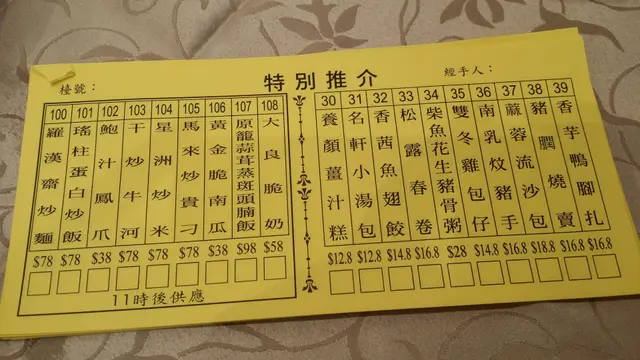 特別推介
檯號：
經手人：
100 羅漢齋炒麵 $78
101 瑤柱蛋白炒飯 $78
102 鮑汁鳳爪 $38
103 干炒牛河 $78
104 星洲炒米 $78
105 馬來炒貴刁 $78
106 黃金脆南瓜 $38
107 原籠蒜茸蒸斑頭腩飯 $98
108 大良脆奶 $58
11時後供應
30 養顏薑汁糕 $12.8
31 名軒小湯包 $12.8
32 香茜魚翅餃 $14.8
33 松露春卷 $16.8
34 柴魚花生豬骨粥 $28
35 雙冬雞包仔 $14.8
36 南乳炆豬手 $16.8
37 蔴蓉流沙包 $18.8
38 豬膶燒賣 $16.8
39 香芋鴨腳扎 $16.8